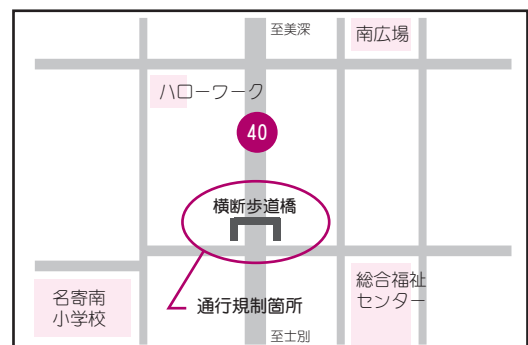 至美深
南広場
ハローワーク
40
横断歩道橋
通行規制箇所
総合福祉
センター
名寄南
小学校
至士別